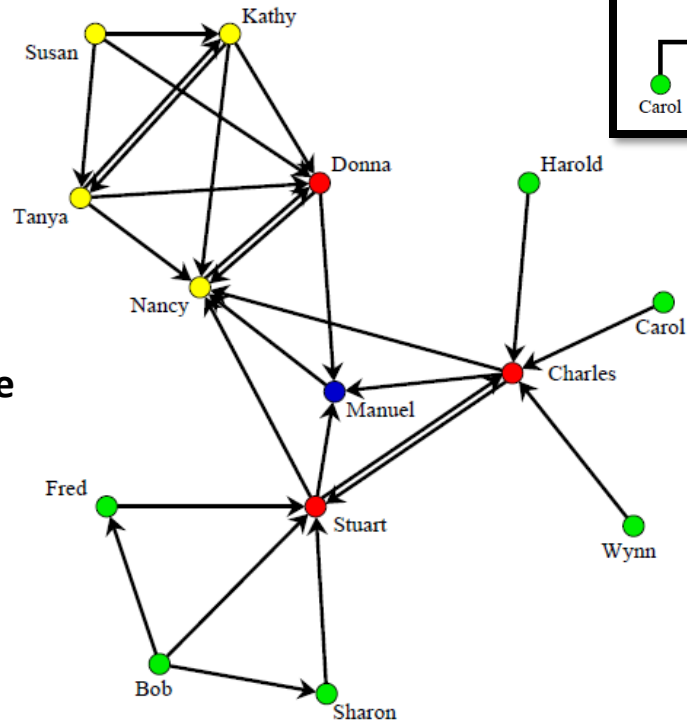 Kathy
Susan
Carol
Donna
Harold
Tanya
Nancy
Carol
Charles
e
Manuel
Fred
Stuart
Wynn
Bob
Sharon